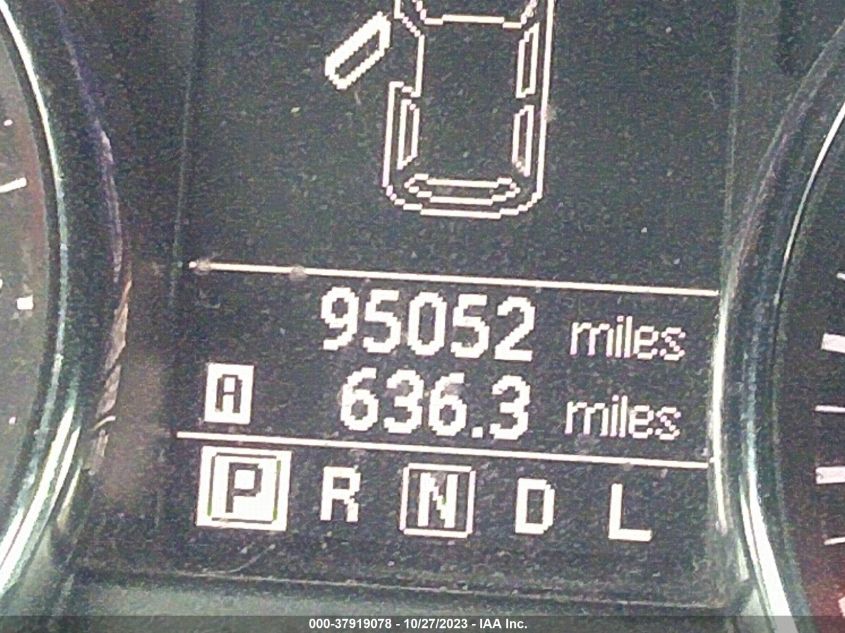 95052 miles
A 636.3 miles
P R N D L
000-37919078 - 10/27/2023 - IAA Inc.